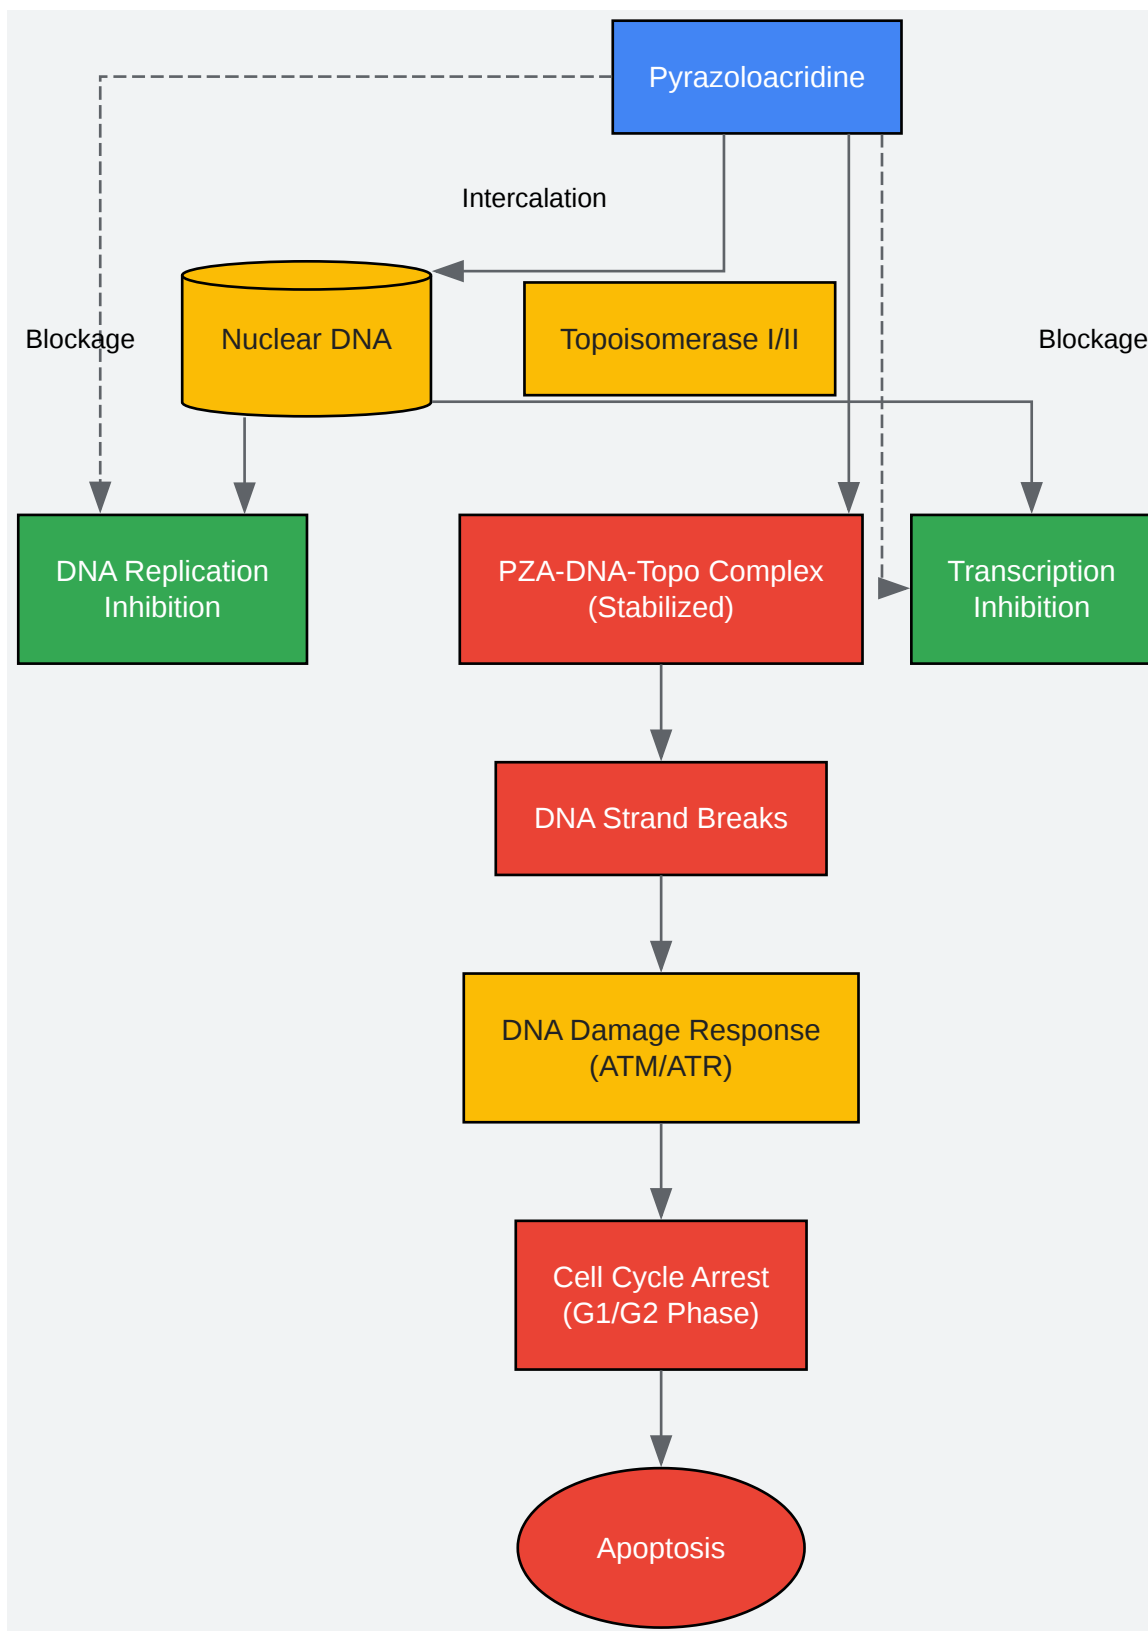 Pyrazoloacridine
Intercalation
Nuclear DNA
Topoisomerase I/II
Blockage
Blockage
DNA Replication
Inhibition
PZA-DNA-Topo Complex
(Stabilized)
Transcription
Inhibition
DNA Strand Breaks
DNA Damage Response
(ATM/ATR)
Cell Cycle Arrest
(G1/G2 Phase)
Apoptosis